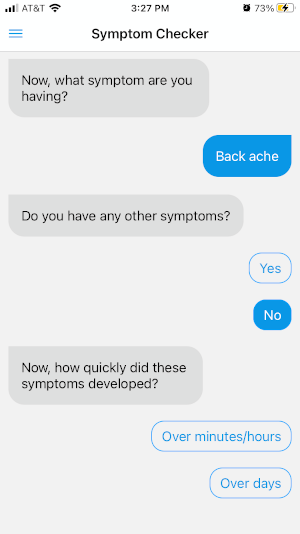 AT&T 3:27 PM 73%
Symptom Checker
Now, what symptom are you
having?
Back ache
Do you have any other symptoms?
Yes
No
Now, how quickly did these
symptoms developed?
Over minutes/hours
Over days